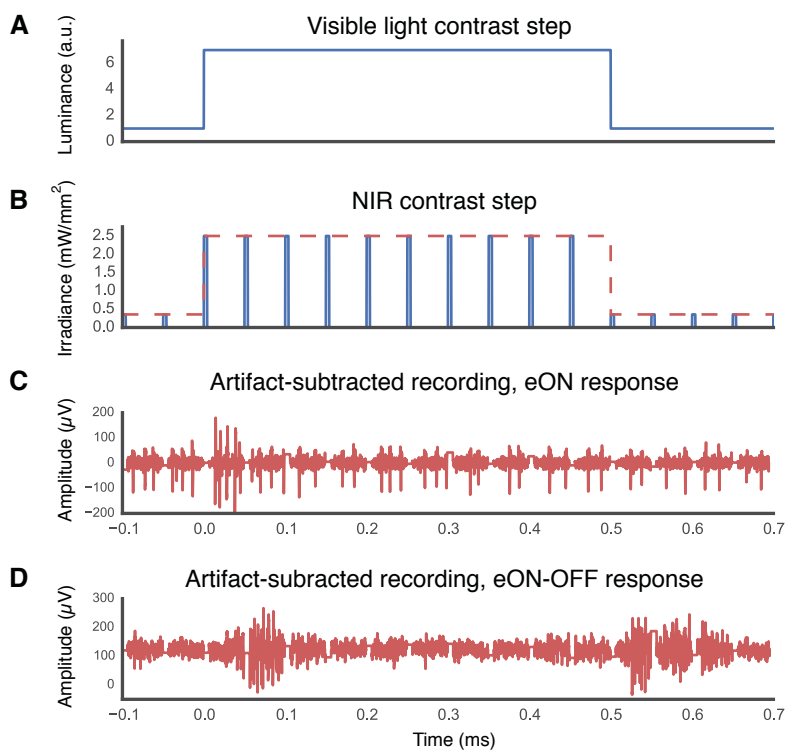 A
Visible light contrast step
Luminance (a.u.)
6
4
2
0
B
NIR contrast step
Irradiance (mW/mm²)
2.5
2.0
1.5
1.0
0.5
0.0
C
Artifact-subtracted recording, eON response
Amplitude (µV)
200
100
0
−100
−200
−0.1 0.0 0.1 0.2 0.3 0.4 0.5 0.6 0.7
D
Artifact-subracted recording, eON-OFF response
Amplitude (µV)
300
200
100
0
−0.1 0.0 0.1 0.2 0.3 0.4 0.5 0.6 0.7
Time (ms)